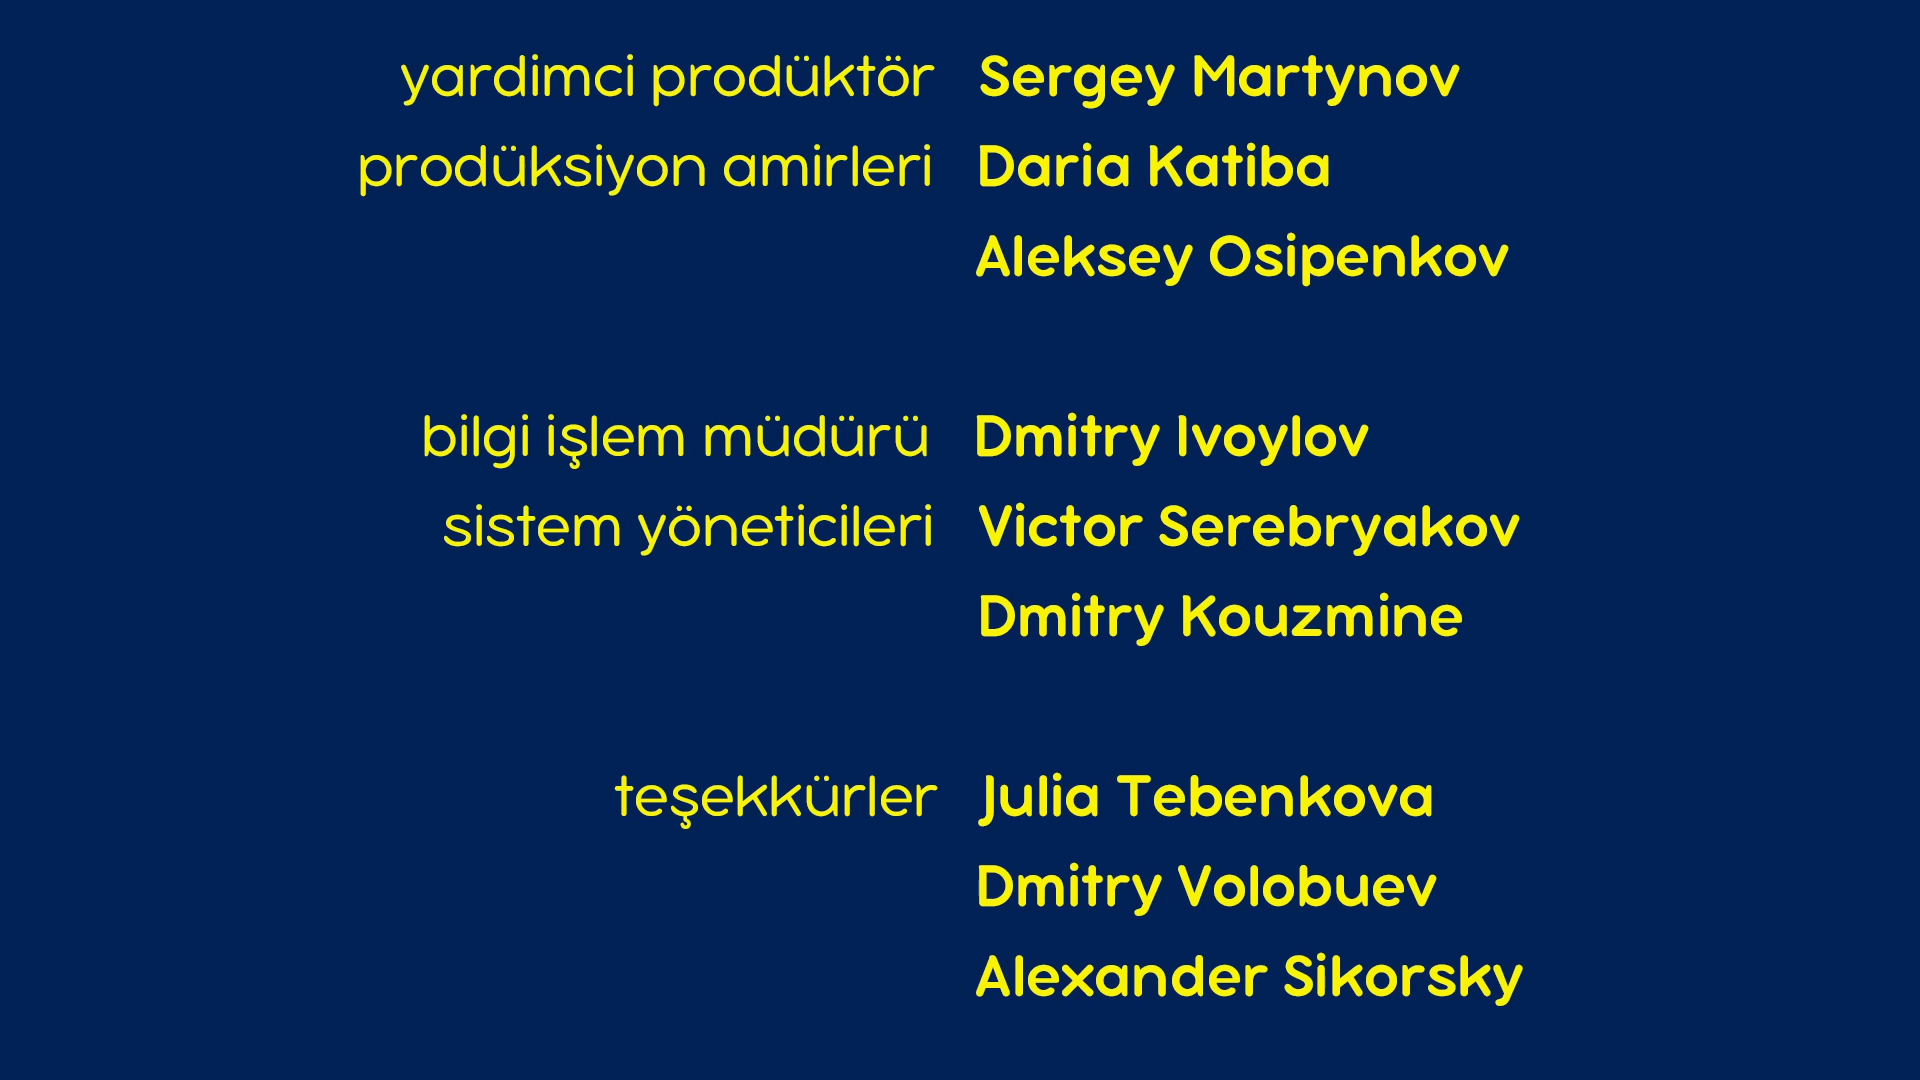 yardimci prodüktör Sergey Martynov
prodüksiyon amirleri Daria Katiba
Aleksey Osipenkov
bilgi işlem müdürü Dmitry Ivoylov
sistem yöneticileri Victor Serebryakov
Dmitry Kouzmine
teşekkürler Julia Tebenkova
Dmitry Volobuev
Alexander Sikorsky